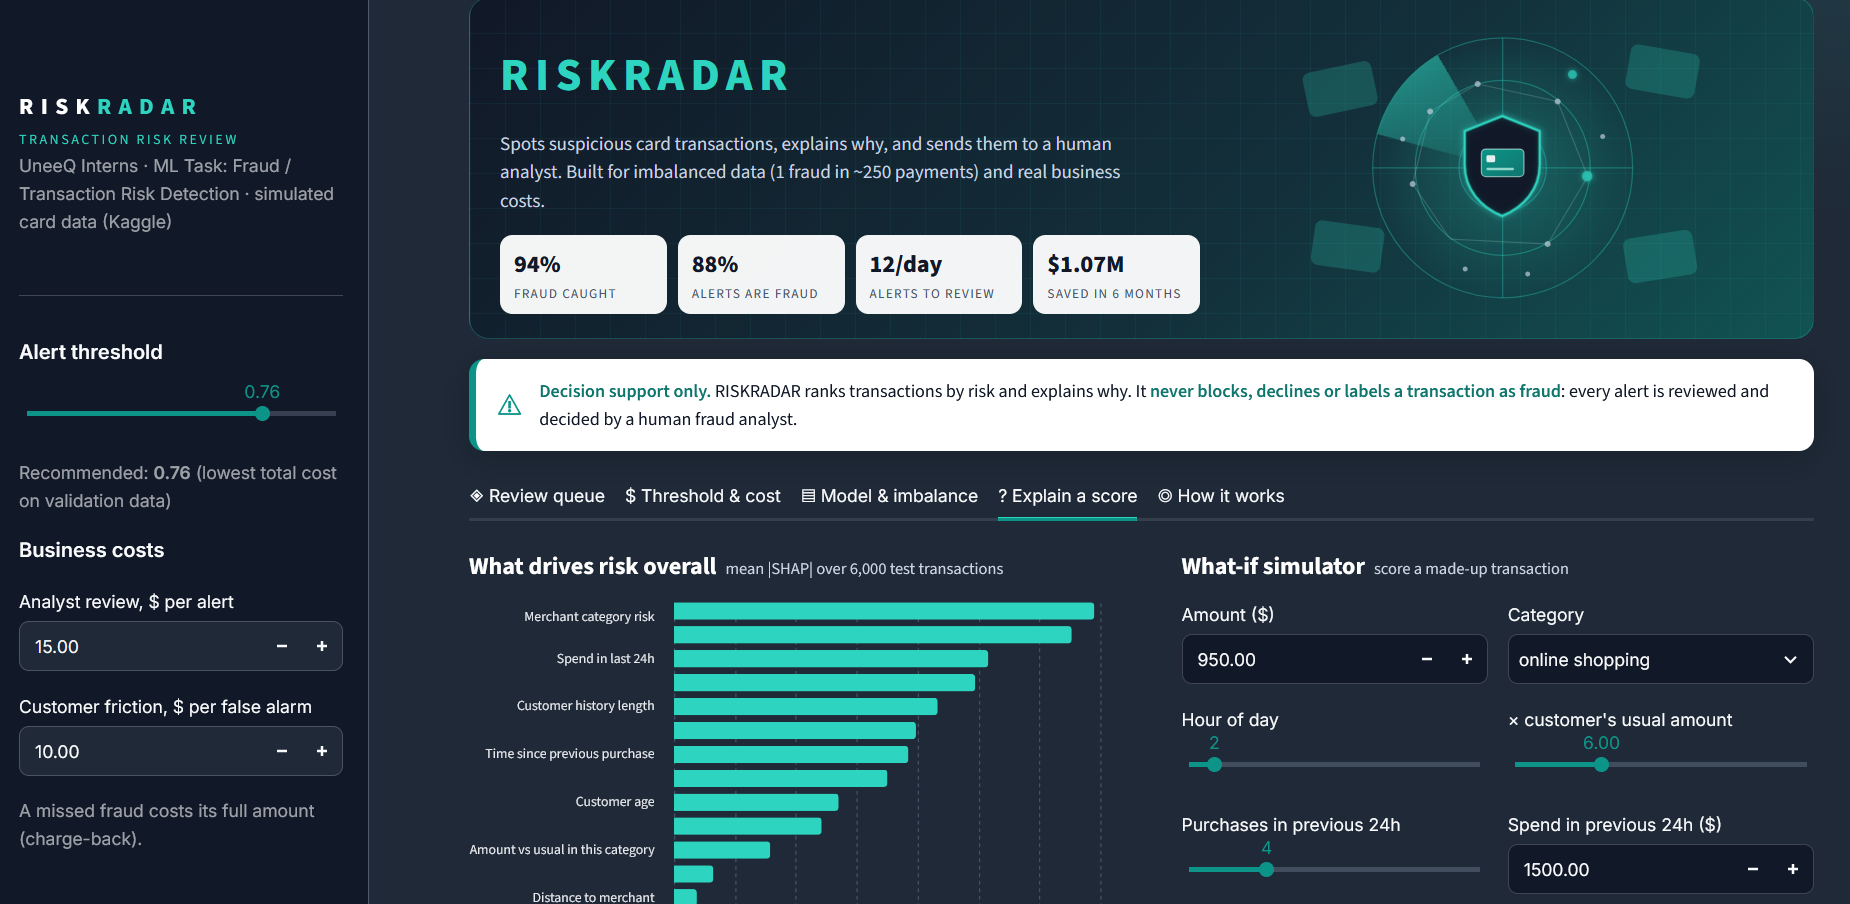 RISKRADAR
TRANSACTION RISK REVIEW
UneeQ Interns · ML Task: Fraud /
Transaction Risk Detection · simulated
card data (Kaggle)
Alert threshold
0.76
Recommended: 0.76 (lowest total cost
on validation data)
Business costs
Analyst review, $ per alert
15.00
Customer friction, $ per false alarm
10.00
A missed fraud costs its full amount
(charge-back).
RISKRADAR
Spots suspicious card transactions, explains why, and sends them to a human
analyst. Built for imbalanced data (1 fraud in ~250 payments) and real business
costs.
94%
FRAUD CAUGHT
88%
ALERTS ARE FRAUD
12/day
ALERTS TO REVIEW
$1.07M
SAVED IN 6 MONTHS
Decision support only. RISKRADAR ranks transactions by risk and explains why. It never blocks, declines or labels a transaction as fraud: every alert is reviewed and
decided by a human fraud analyst.
Review queue
$ Threshold & cost
Model & imbalance
? Explain a score
How it works
What drives risk overall mean |SHAP| over 6,000 test transactions
Merchant category risk
Spend in last 24h
Customer history length
Time since previous purchase
Customer age
Amount vs usual in this category
Distance to merchant
What-if simulator score a made-up transaction
Amount ($)
950.00
Category
online shopping
Hour of day
2
× customer's usual amount
6.00
Purchases in previous 24h
4
Spend in previous 24h ($)
1500.00